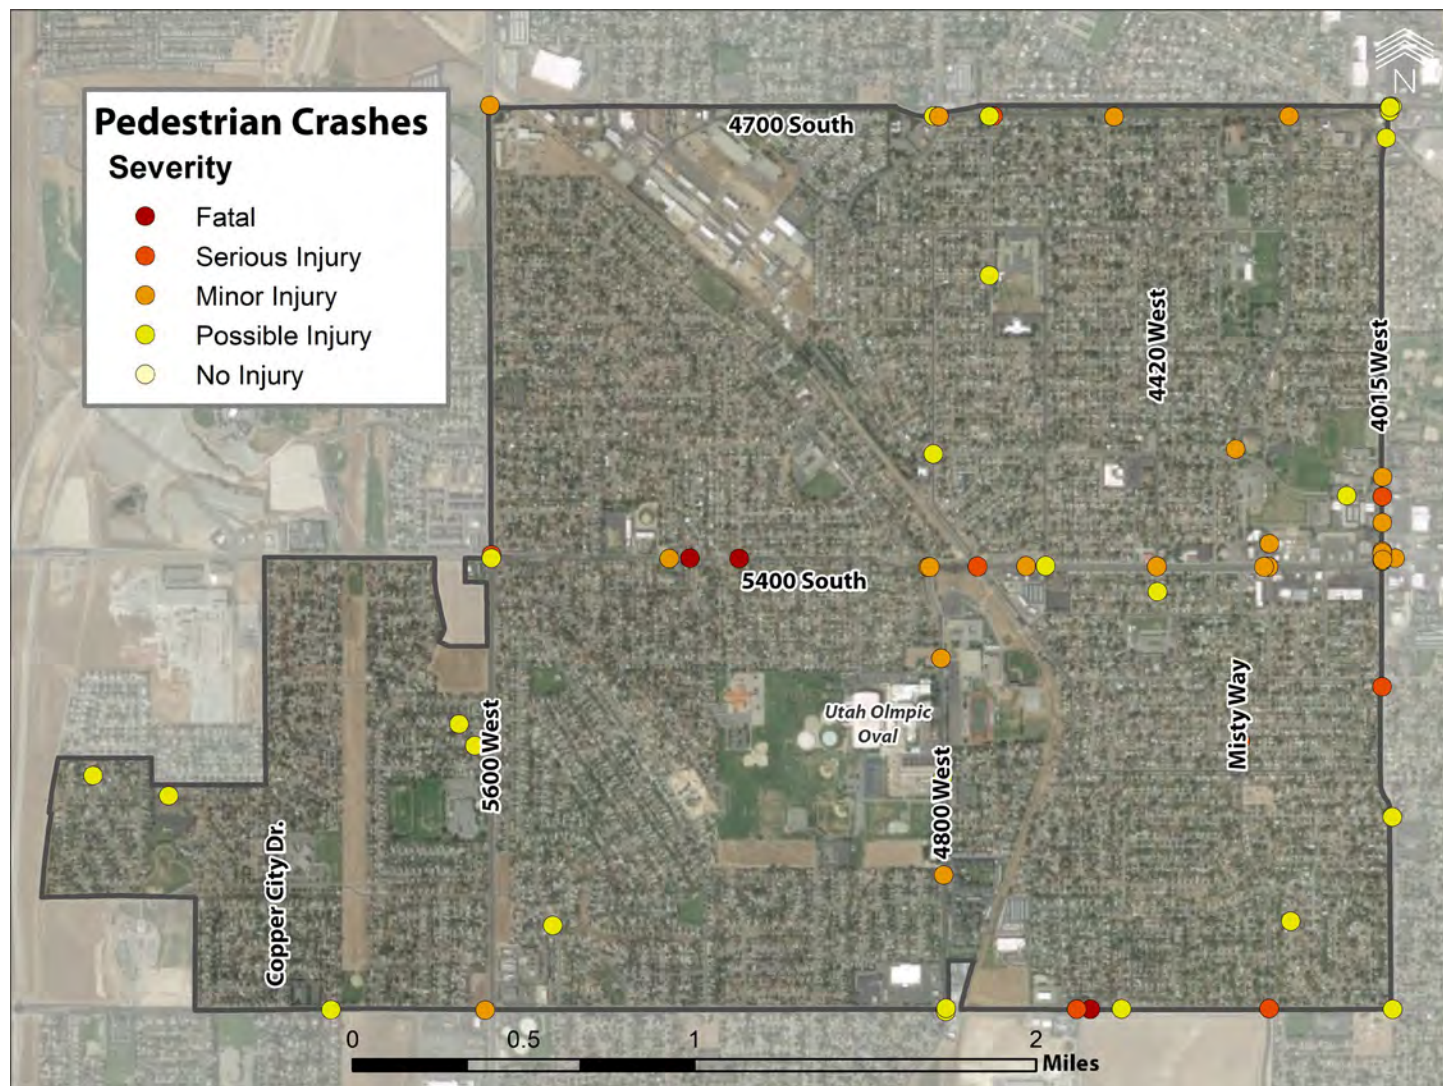 Pedestrian Crashes
Severity
Fatal
Serious Injury
Minor Injury
Possible Injury
No Injury
N
4700 South
4420 West
4015 West
5400 South
Utah Olmpic
Oval
Misty Way
5600 West
4800 West
Copper City Dr.
0 0.5 1 2
Miles